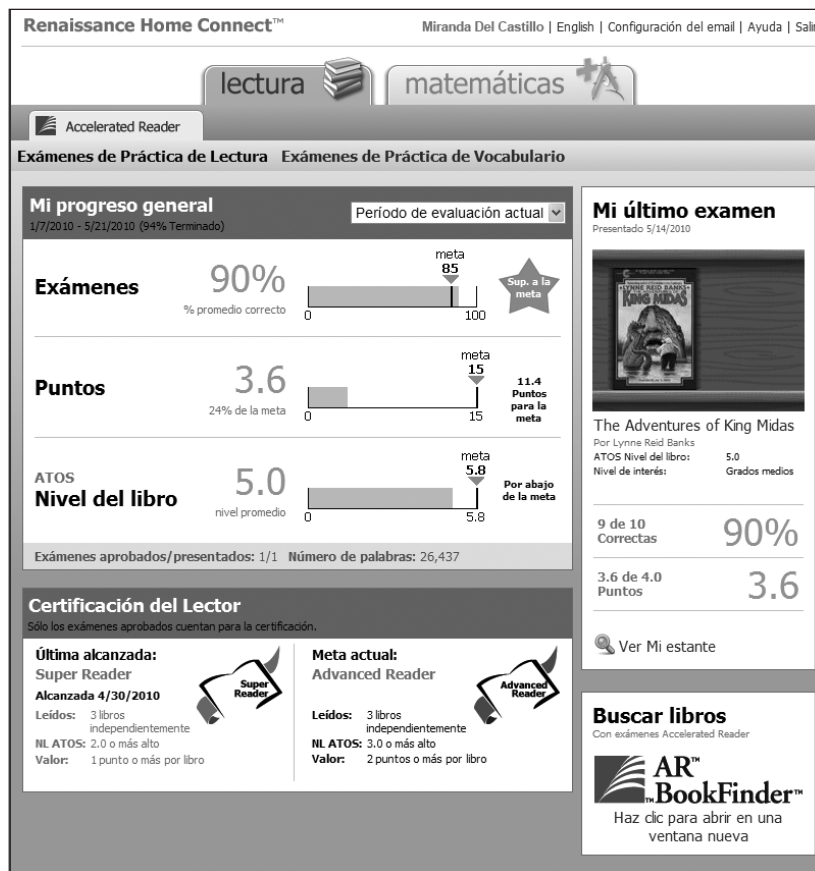 Renaissance Home Connect™
Miranda Del Castillo | English | Configuración del email | Ayuda | Salir
lectura
matemáticas
Accelerated Reader
Exámenes de Práctica de Lectura Exámenes de Práctica de Vocabulario
Mi progreso general
1/7/2010 - 5/21/2010 (94% Terminado)
Período de evaluación actual
Exámenes
90%
% promedio correcto
meta
85
0
100
Sup. a la
meta
Puntos
3.6
24% de la meta
meta
15
0
15
11.4
Puntos
para la
meta
ATOS
Nivel del libro
5.0
nivel promedio
meta
5.8
0
5.8
Por abajo
de la meta
Exámenes aprobados/presentados: 1/1 Número de palabras: 26,437
Certificación del Lector
Sólo los exámenes aprobados cuentan para la certificación.
Última alcanzada:
Super Reader
Alcanzada 4/30/2010
Leídos: 3 libros
independientemente
NL ATOS: 2.0 o más alto
Valor: 1 punto o más por libro
Super
Reader
Meta actual:
Advanced Reader
Leídos: 3 libros
independientemente
NL ATOS: 3.0 o más alto
Valor: 2 puntos o más por libro
Advanced
Reader
Mi último examen
Presentado 5/14/2010
LYNNE REID BANKS
KING MIDAS
The Adventures of King Midas
Por Lynne Reid Banks
ATOS Nivel del libro: 5.0
Nivel de interés: Grados medios
9 de 10
Correctas
90%
3.6 de 4.0
Puntos
3.6
Ver Mi estante
Buscar libros
Con exámenes Accelerated Reader
AR™
™BookFinder™
Haz clic para abrir en una
ventana nueva